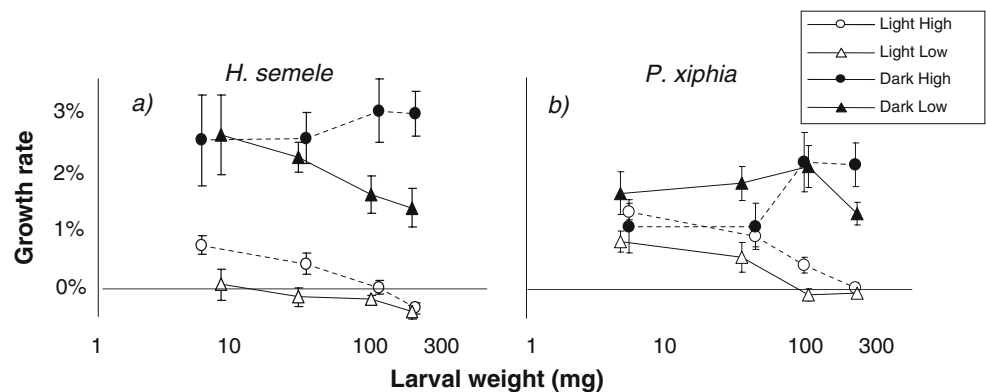 Light High
Light Low
Dark High
Dark Low
H. semele
P. xiphia
a)
b)
3%
2%
1%
0%
Growth rate
1 10 100 300
1 10 100 300
Larval weight (mg)